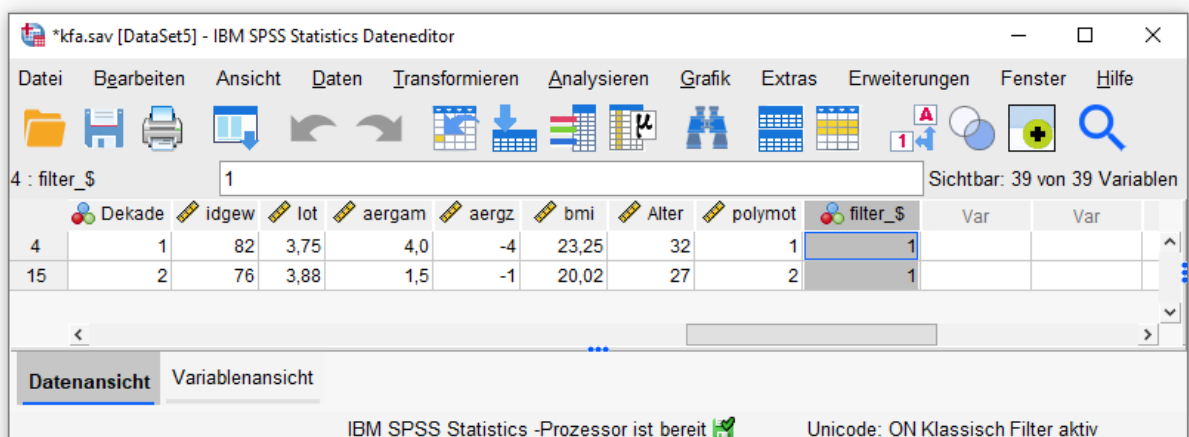 *kfa.sav [DataSet5] - IBM SPSS Statistics Dateneditor
Datei Bearbeiten Ansicht Daten Transformieren Analysieren Grafik Extras Erweiterungen Fenster Hilfe
μ A 1
4 : filter_$ 1 Sichtbar: 39 von 39 Variablen
Dekade idgew lot aergam aergz bmi Alter polymot filter_$ Var Var
4 1 82 3,75 4,0 -4 23,25 32 1 1
15 2 76 3,88 1,5 -1 20,02 27 2 1
Datenansicht Variablenansicht
IBM SPSS Statistics -Prozessor ist bereit Unicode: ON Klassisch Filter aktiv